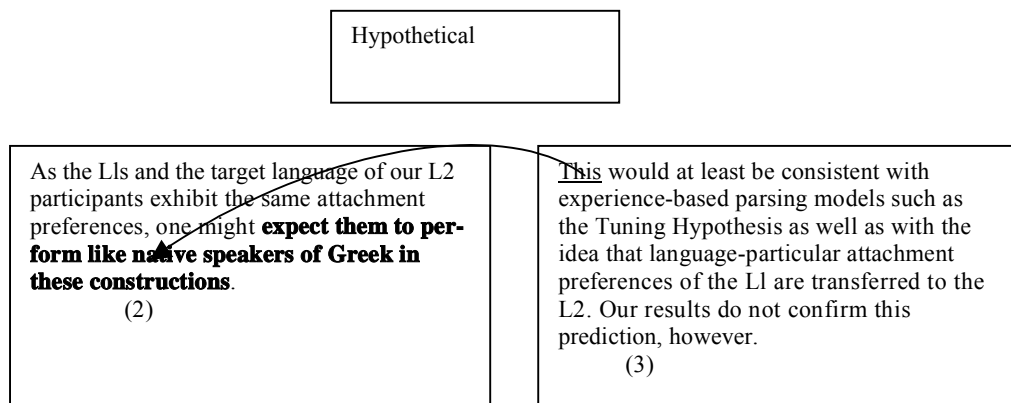 Hypothetical
As the Lls and the target language of our L2
participants exhibit the same attachment
preferences, one might expect them to per-
form like native speakers of Greek in
these constructions.
(2)
This would at least be consistent with
experience-based parsing models such as
the Tuning Hypothesis as well as with the
idea that language-particular attachment
preferences of the Ll are transferred to the
L2. Our results do not confirm this
prediction, however.
(3)